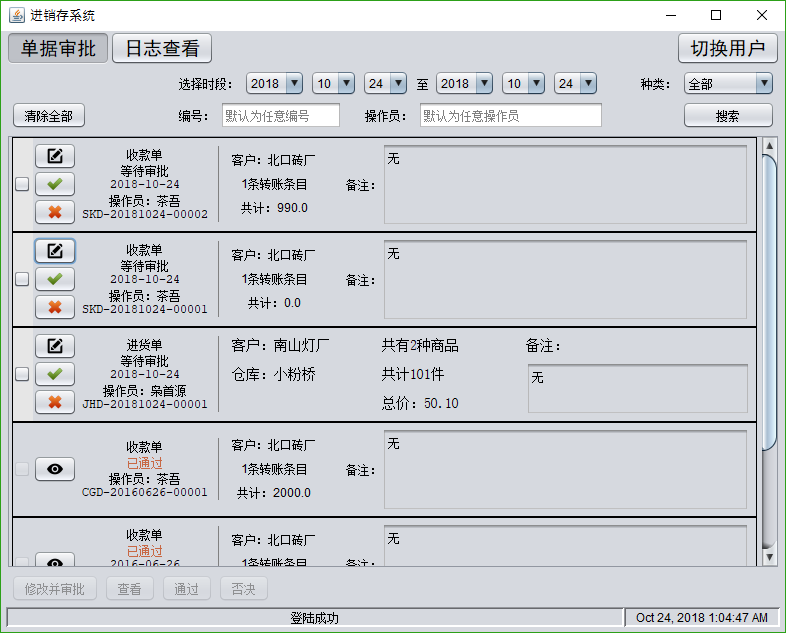 进销存系统
单据审批 日志查看 切换用户
选择时段： 2018 10 24 至 2018 10 24 种类： 全部
清除全部 编号： 默认为任意编号 操作员： 默认为任意操作员 搜索
收款单
等待审批
2018-10-24
操作员：茶吾
SKD-20181024-00002
客户：北口砖厂
1条转账条目
共计：990.0
备注：
无
收款单
等待审批
2018-10-24
操作员：茶吾
SKD-20181024-00001
客户：北口砖厂
1条转账条目
共计：0.0
备注：
无
进货单
等待审批
2018-10-24
操作员：枭首源
JHD-20181024-00001
客户：南山灯厂
仓库：小粉桥
共有2种商品
共计101件
总价：50.10
备注：
无
收款单
已通过
操作员：茶吾
CGD-20160626-00001
客户：北口砖厂
1条转账条目
共计：2000.0
备注：
无
收款单
已通过
2016-06-26
客户：北口砖厂
1条转账条目
备注：
无
修改并审批 查看 通过 否决
登陆成功
Oct 24, 2018 1:04:47 AM